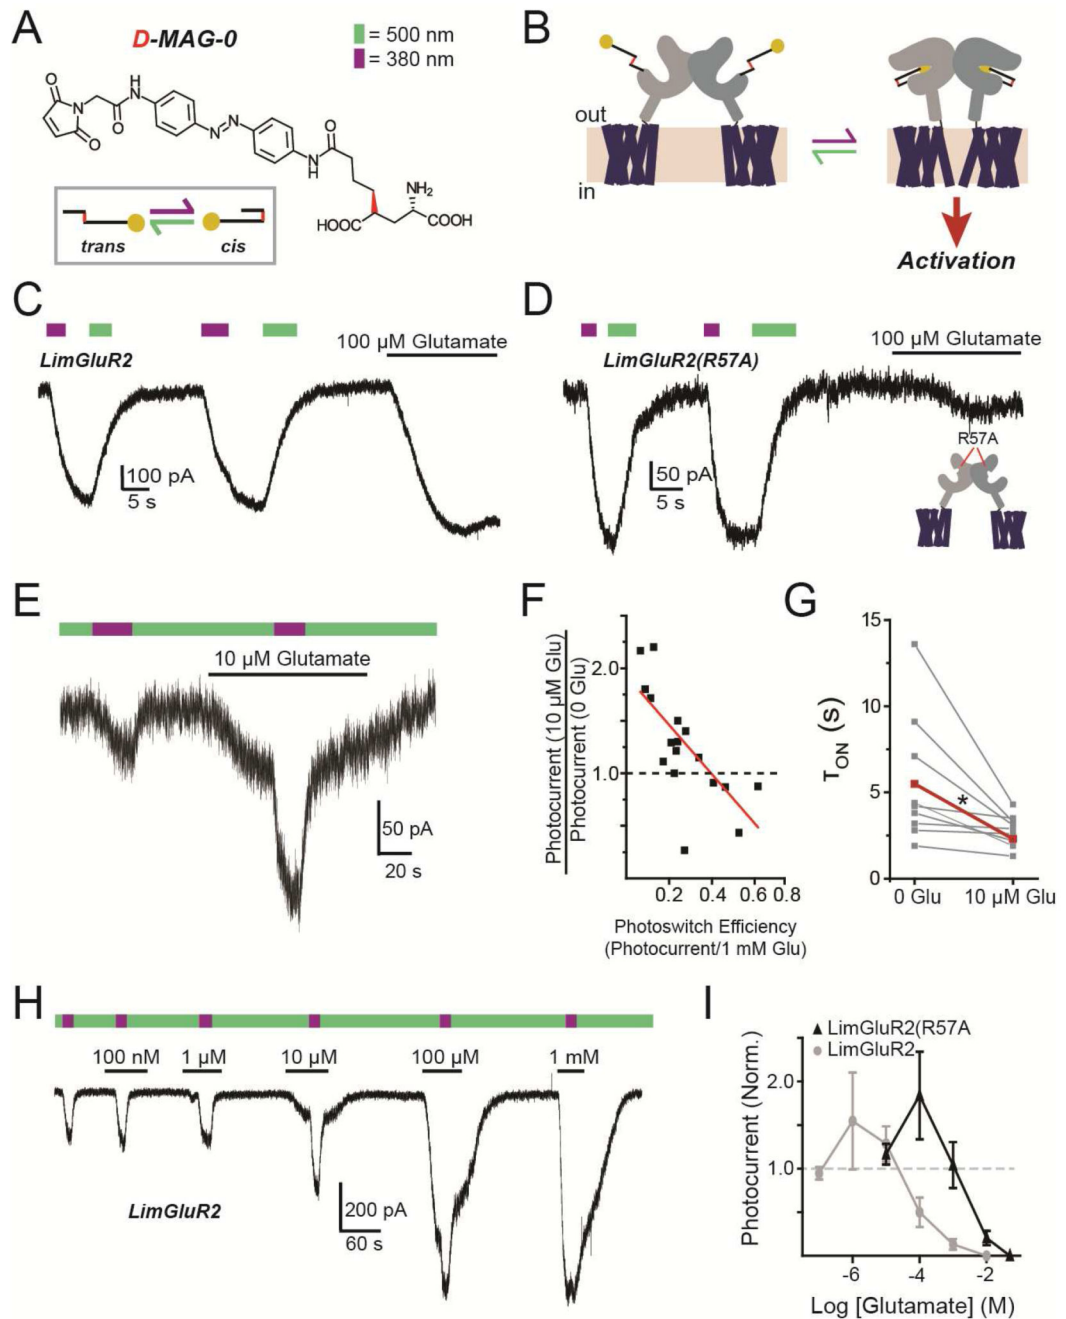 A
D-MAG-0
= 500 nm
= 380 nm
O
N
O
O
H
N
N
N
O
N
H
NH₂
HOOC
COOH
trans
cis
B
out
in
Activation
C
LimGluR2
100 µM Glutamate
100 pA
5 s
D
LimGluR2(R57A)
100 µM Glutamate
50 pA
5 s
R57A
E
10 µM Glutamate
50 pA
20 s
F
Photocurrent (10 µM Glu)
Photocurrent (0 Glu)
2.0
1.0
0.2
0.4
0.6
0.8
Photoswitch Efficiency
(Photocurrent/1 mM Glu)
G
τON (s)
15
10
5
0
*
0 Glu
10 µM Glu
H
100 nM
1 µM
10 µM
100 µM
1 mM
LimGluR2
200 pA
60 s
I
LimGluR2(R57A
LimGluR2
Photocurrent (Norm.)
2.0
1.0
-6
-4
-2
Log [Glutamate] (M)